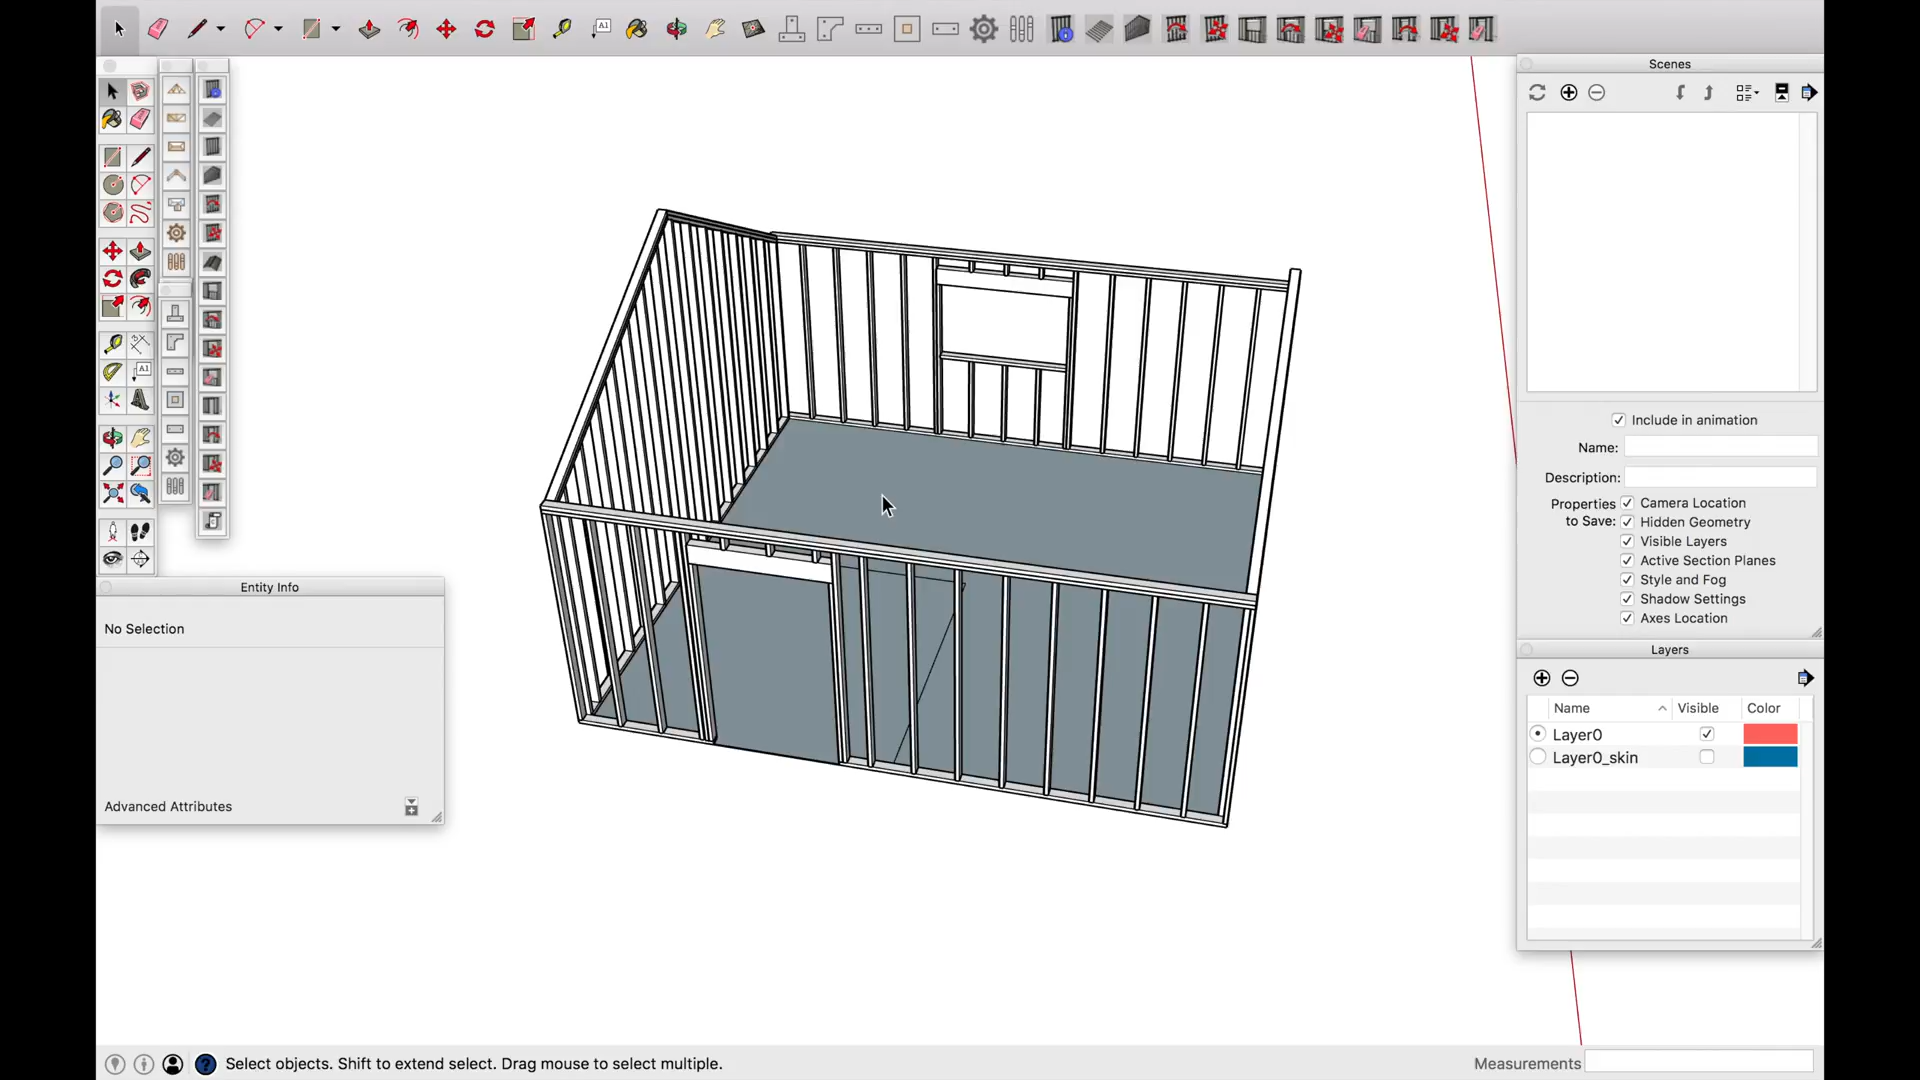 A1
Scenes
A1
Include in animation
Name:
Description:
Properties to Save:
Camera Location
Hidden Geometry
Visible Layers
Active Section Planes
Style and Fog
Shadow Settings
Axes Location
Entity Info
No Selection
Advanced Attributes
Layers
Name Visible Color
Layer0
Layer0_skin
Select objects. Shift to extend select. Drag mouse to select multiple.
Measurements